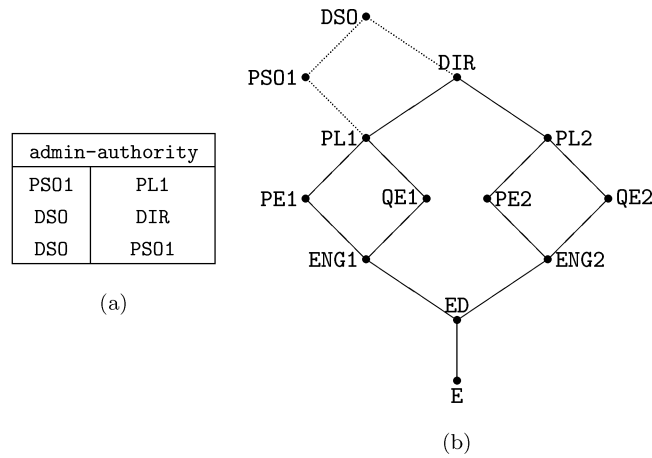 DSO
DIR
PSO1
PL1
PL2
PE1
QE1
PE2
QE2
ENG1
ENG2
ED
E
admin-authority
PSO1 PL1
DSO DIR
DSO PSO1
(a)
(b)